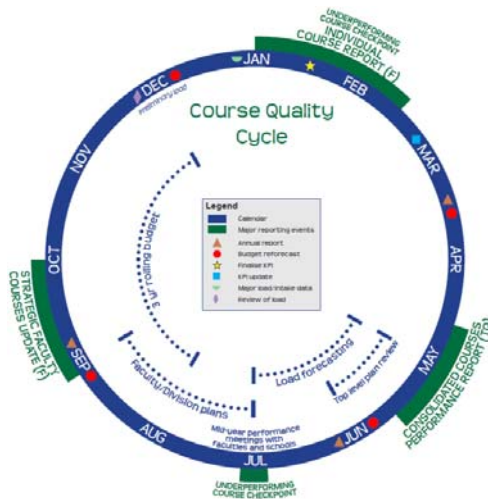 UNDERPERFORMING
COURSE CHECKPOINT
INDIVIDUAL
COURSE REPORT (F)
JAN
FEB
MAR
APR
MAY
JUN
JUL
AUG
SEP
OCT
NOV
DEC
Preliminary load
Course Quality
Cycle
Legend
Calendar
Major reporting events
Annual report
Budget reforecast
Finalise KPI
KPI update
Major load intake data
Review of load
3 yr rolling budget
Faculty/Division plans
Load forecasting
Top level plan review
Mid-year performance
meetings with
faculties and schools
CONSOLIDATED COURSES
PERFORMANCE REPORT
UNDERPERFORMING
COURSE CHECKPOINT
STRATEGIC FACULTY
COURSES UPDATE (F)